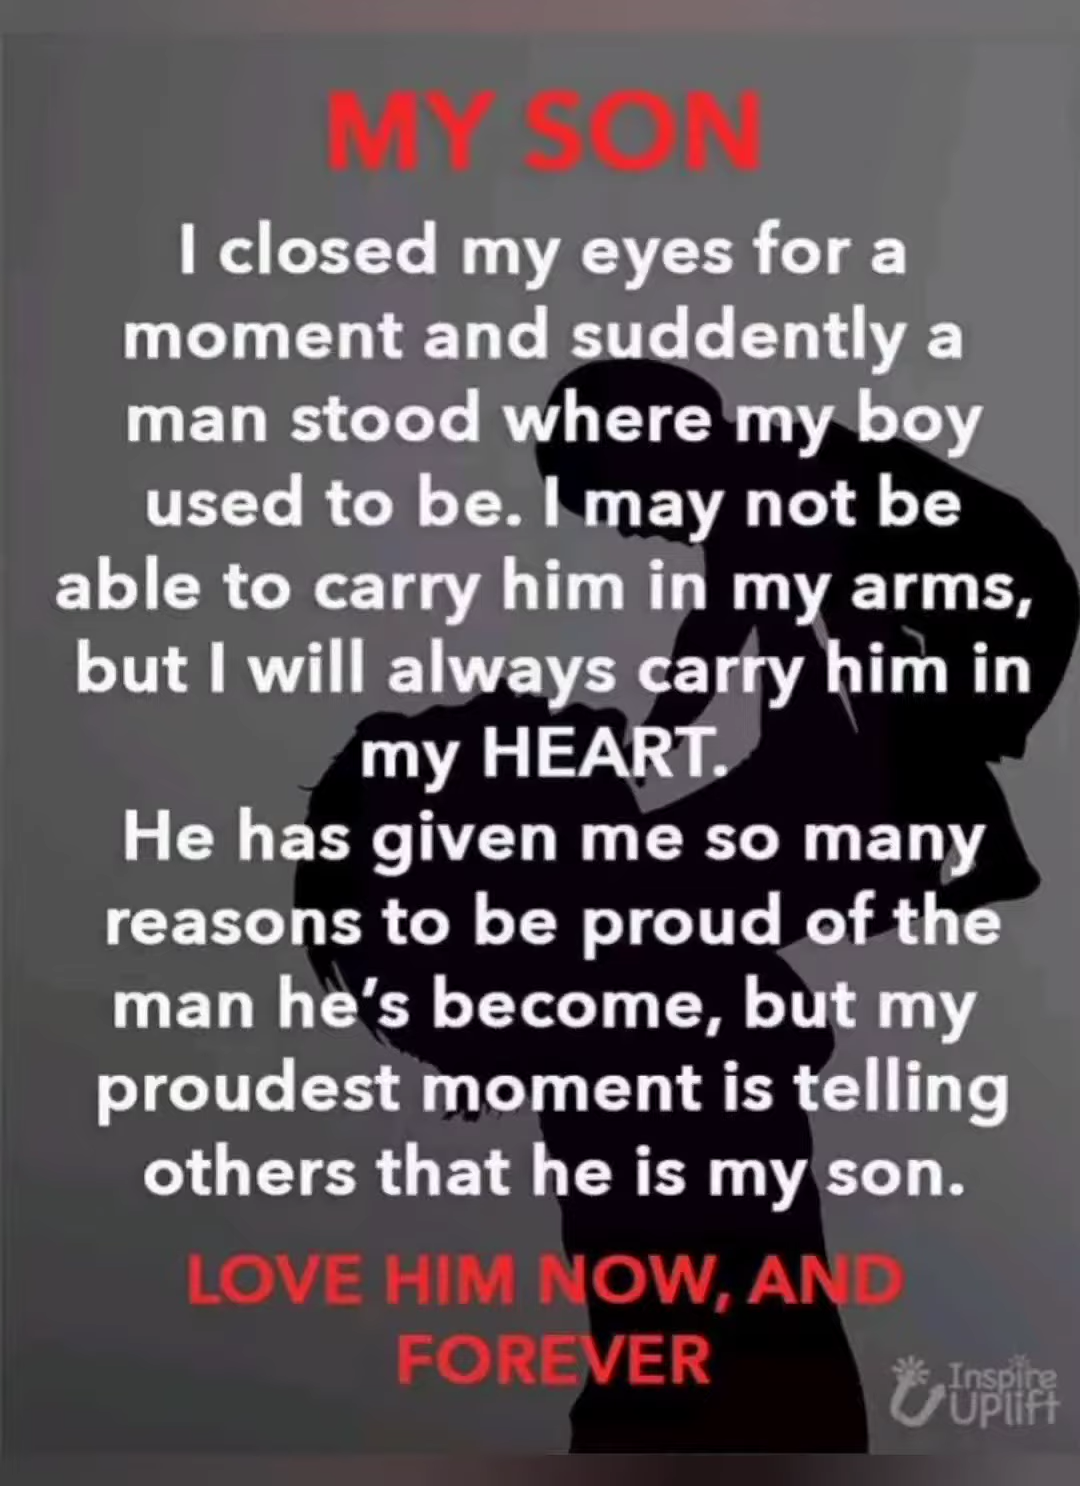 MY SON
I closed my eyes for a
moment and suddently a
man stood where my boy
used to be. I may not be
able to carry him in my arms,
but I will always carry him in
my HEART.
He has given me so many
reasons to be proud of the
man he's become, but my
proudest moment is telling
others that he is my son.
LOVE HIM NOW, AND
FOREVER
Inspire
Uplift